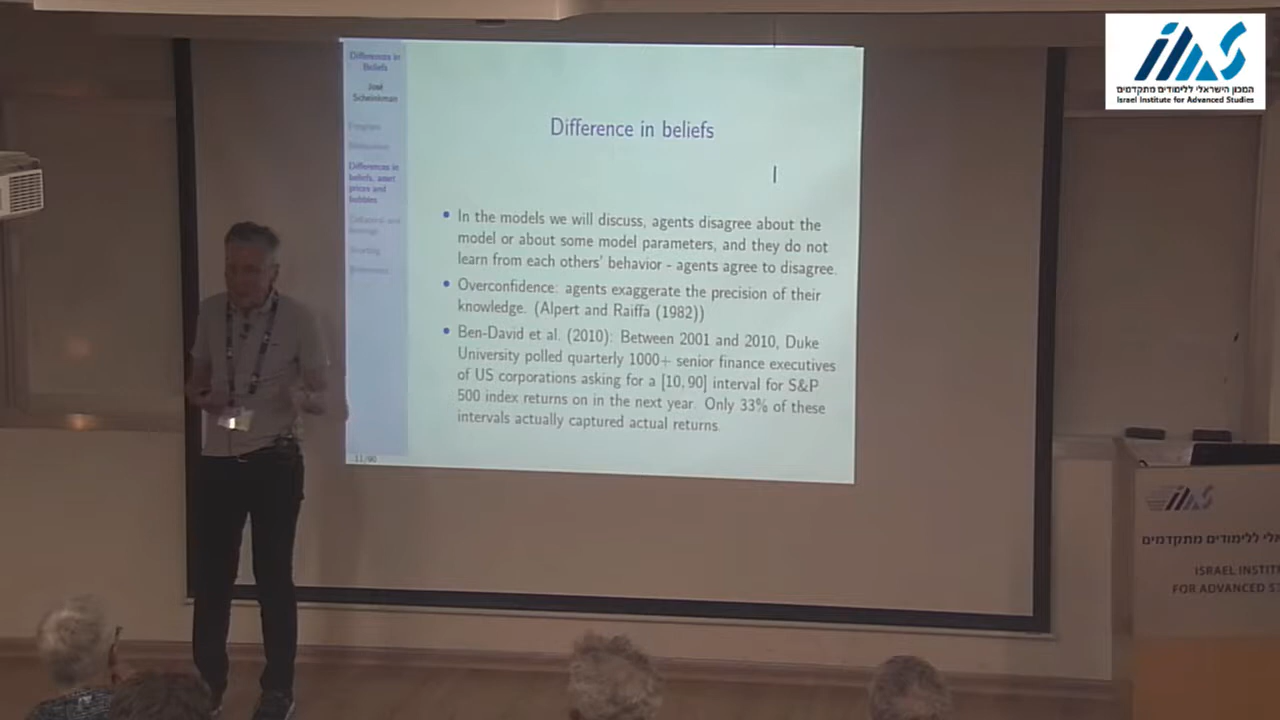 Differences in
Beliefs
José
Scheinkman
Differences in
beliefs, asset
prices and
bubbles
Difference in beliefs
• In the models we will discuss, agents disagree about the
model or about some model parameters, and they do not
learn from each others' behavior - agents agree to disagree.
• Overconfidence: agents exaggerate the precision of their
knowledge. (Alpert and Raiffa (1982))
• Ben-David et al. (2010): Between 2001 and 2010, Duke
University polled quarterly 1000+ senior finance executives
of US corporations asking for a [10, 90] interval for S&P
500 index returns on in the next year. Only 33% of these
intervals actually captured actual returns.
11/90
IIAS
המכון הישראלי ללימודים מתקדמים
Israel Institute for Advanced Studies
IIAS
אלי ללימודים מתקדמים
ISRAEL INSTIT
FOR ADVANCED S